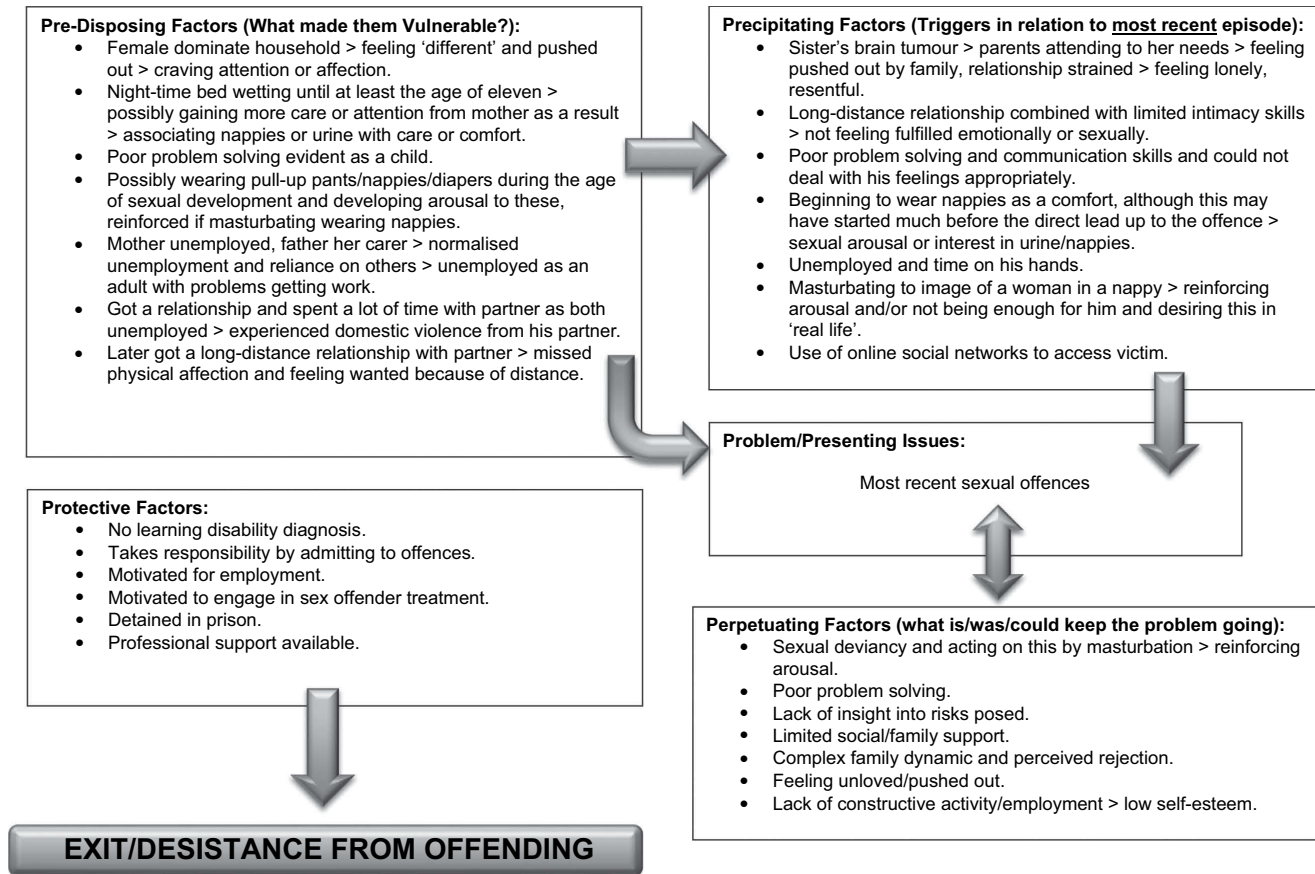 Pre-Disposing Factors (What made them Vulnerable?):
• Female dominate household > feeling ‘different’ and pushed
out > craving attention or affection.
• Night-time bed wetting until at least the age of eleven >
possibly gaining more care or attention from mother as a result
> associating nappies or urine with care or comfort.
• Poor problem solving evident as a child.
• Possibly wearing pull-up pants/nappies/diapers during the age
of sexual development and developing arousal to these,
reinforced if masturbating wearing nappies.
• Mother unemployed, father her carer > normalised
unemployment and reliance on others > unemployed as an
adult with problems getting work.
• Got a relationship and spent a lot of time with partner as both
unemployed > experienced domestic violence from his partner.
• Later got a long-distance relationship with partner > missed
physical affection and feeling wanted because of distance.
Precipitating Factors (Triggers in relation to most recent episode):
• Sister’s brain tumour > parents attending to her needs > feeling
pushed out by family, relationship strained > feeling lonely,
resentful.
• Long-distance relationship combined with limited intimacy skills
> not feeling fulfilled emotionally or sexually.
• Poor problem solving and communication skills and could not
deal with his feelings appropriately.
• Beginning to wear nappies as a comfort, although this may
have started much before the direct lead up to the offence >
sexual arousal or interest in urine/nappies.
• Unemployed and time on his hands.
• Masturbating to image of a woman in a nappy > reinforcing
arousal and/or not being enough for him and desiring this in
‘real life’.
• Use of online social networks to access victim.
Problem/Presenting Issues:
Most recent sexual offences
Protective Factors:
• No learning disability diagnosis.
• Takes responsibility by admitting to offences.
• Motivated for employment.
• Motivated to engage in sex offender treatment.
• Detained in prison.
• Professional support available.
Perpetuating Factors (what is/was/could keep the problem going):
• Sexual deviancy and acting on this by masturbation > reinforcing
arousal.
• Poor problem solving.
• Lack of insight into risks posed.
• Limited social/family support.
• Complex family dynamic and perceived rejection.
• Feeling unloved/pushed out.
• Lack of constructive activity/employment > low self-esteem.
EXIT/DESISTANCE FROM OFFENDING